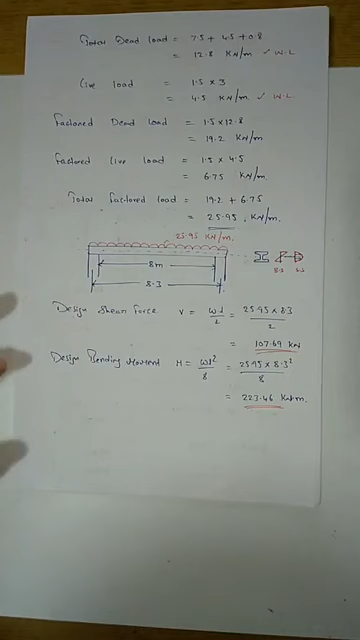 Total Dead load = 7.5 + 4.5 + 0.8
= 12.8 KN/m ✓ W.L
Live load = 1.5 x 3
= 4.5 KN/m ✓ W.L
Factored Dead load = 1.5 x 12.8
= 19.2 KN/m
Factored live load = 1.5 x 4.5
= 6.75 KN/m.
Total factored load = 19.2 + 6.75
= 25.95 KN/m.
25.95 KN/m.
8m
8.3
Design Shear force V = wl/2 = 25.95 x 8.3/2
= 107.69 KN
Design Bending Moment M = wl²/8 = 25.95 x 8.3²/8
= 223.46 KN.m.